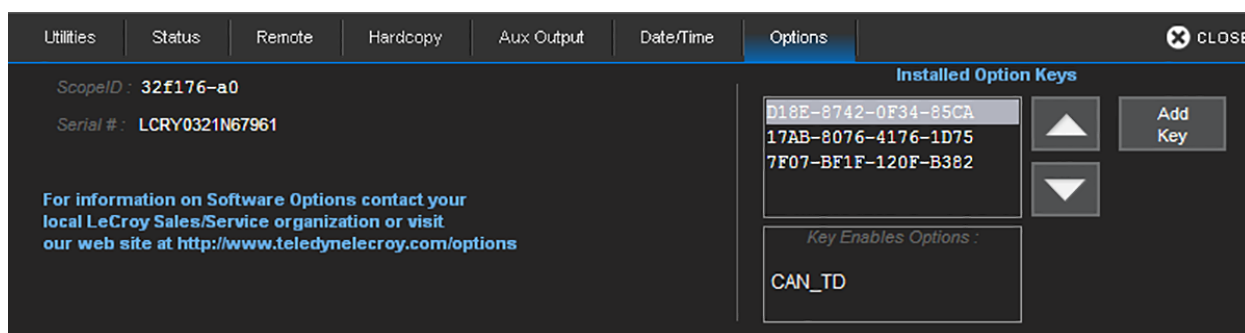 Utilities Status Remote Hardcopy Aux Output Date/Time Options CLOSE
ScopeID : 32f176-a0
Serial # : LCRY0321N67961
For information on Software Options contact your
local LeCroy Sales/Service organization or visit
our web site at http://www.teledynelecroy.com/options
Installed Option Keys
D18E-8742-0F34-85CA
17AB-8076-4176-1D75
7F07-BF1F-120F-B382
Add
Key
Key Enables Options :
CAN_TD